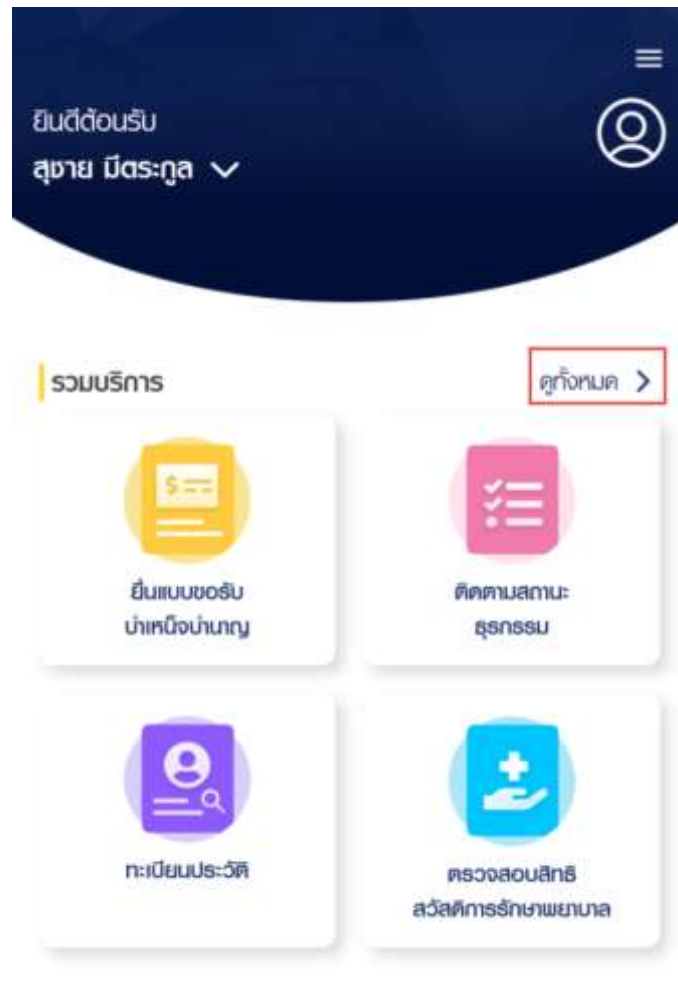 ยินดีต้อนรับ
สุชาย มีตระกูล
รวมบริการ
ดูทั้งหมด
$
ยื่นแบบขอรับ
บำเหน็จบำนาญ
ติดตามสถานะ
ธุรกรรม
ทะเบียนประวัติ
ตรวจสอบสิทธิ
สวัสดิการรักษาพยาบาล